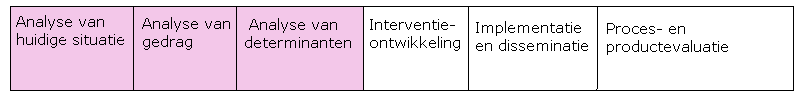 Analyse van
huidige situatie
Analyse van
gedrag
Analyse van
determinanten
Interventie-
ontwikkeling
Implementatie
en disseminatie
Proces- en
productevaluatie